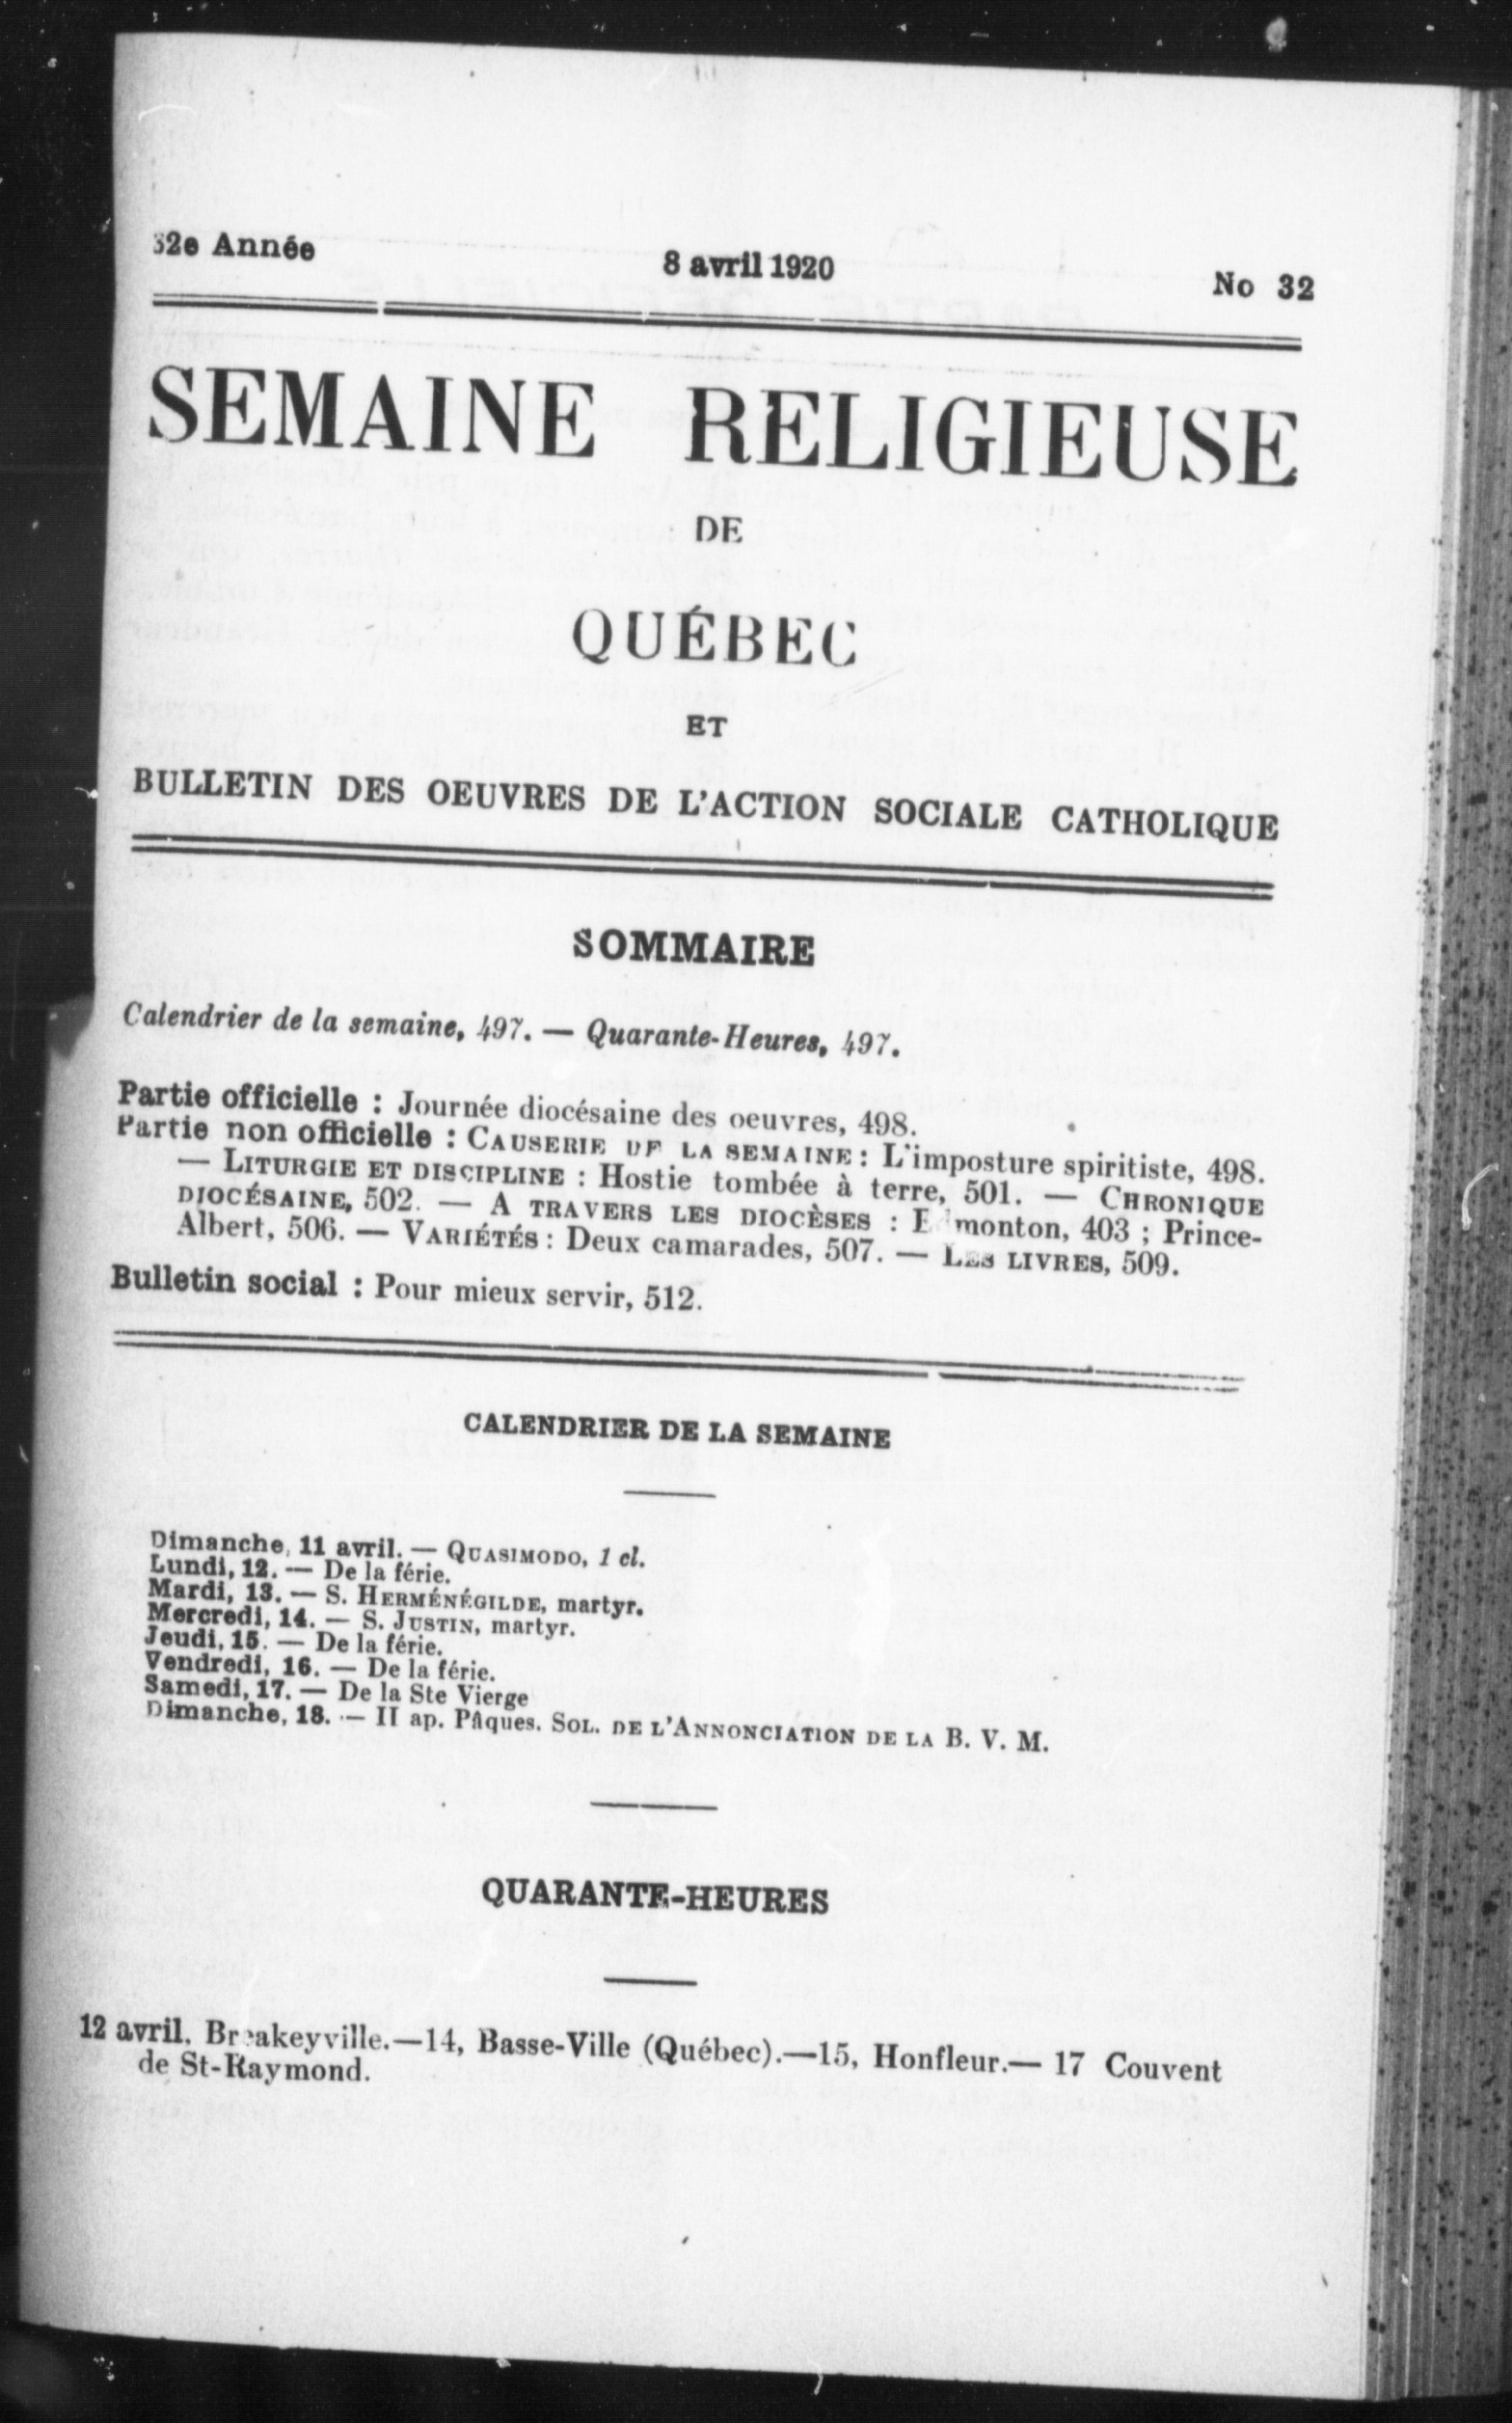 32e Année
8 avril 1920
No 32
SEMAINE RELIGIEUSE
DE
QUÉBEC
ET
BULLETIN DES OEUVRES DE L'ACTION SOCIALE CATHOLIQUE
SOMMAIRE
Calendrier de la semaine, 497. — Quarante-Heures, 497.
Partie officielle : Journée diocésaine des oeuvres, 498.
Partie non officielle : CAUSERIE DE LA SEMAINE : L'imposture spiritiste, 498.
— LITURGIE ET DISCIPLINE : Hostie tombée à terre, 501. — CHRONIQUE
DIOCÉSAINE, 502. — A TRAVERS LES DIOCÈSES : Edmonton, 403 ; Prince-
Albert, 506. — VARIÉTÉS : Deux camarades, 507. — LES LIVRES, 509.
Bulletin social : Pour mieux servir, 512.
CALENDRIER DE LA SEMAINE
Dimanche, 11 avril. — QUASIMODO, 1 cl.
Lundi, 12. — De la férie.
Mardi, 13. — S. HERMÉNÉGILDE, martyr.
Mercredi, 14. — S. JUSTIN, martyr.
Jeudi, 15. — De la férie.
Vendredi, 16. — De la férie.
Samedi, 17. — De la Ste Vierge
Dimanche, 18. — II ap. Pâques. SOL. DE L'ANNONCIATION DE LA B. V. M.
QUARANTE-HEURES
12 avril. Breakeyville.—14, Basse-Ville (Québec).—15, Honfleur.— 17 Couvent
de St-Raymond.